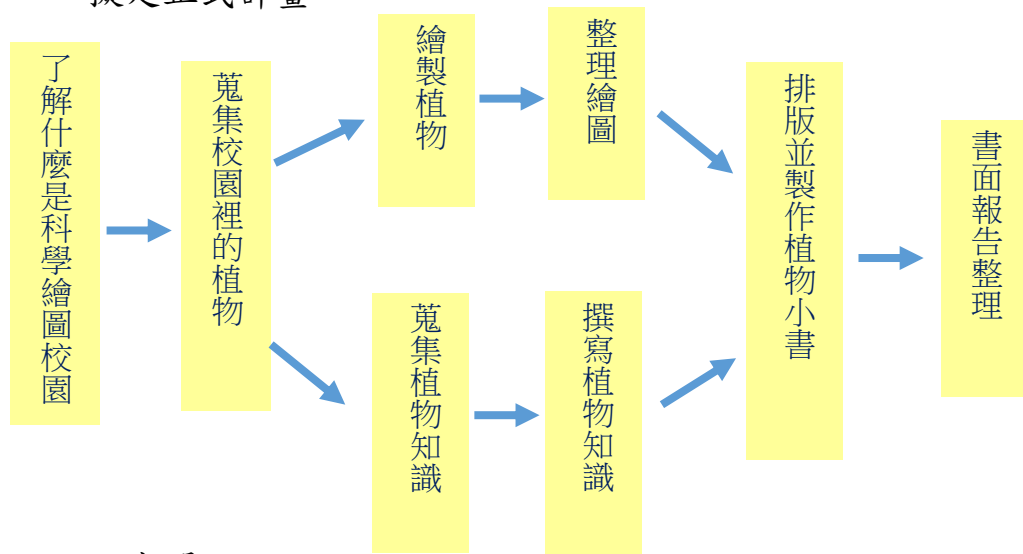 了解什麼是科學繪圖校園
蒐集校園裡的植物
繪製植物
整理繪圖
蒐集植物知識
撰寫植物知識
排版並製作植物小書
書面報告整理